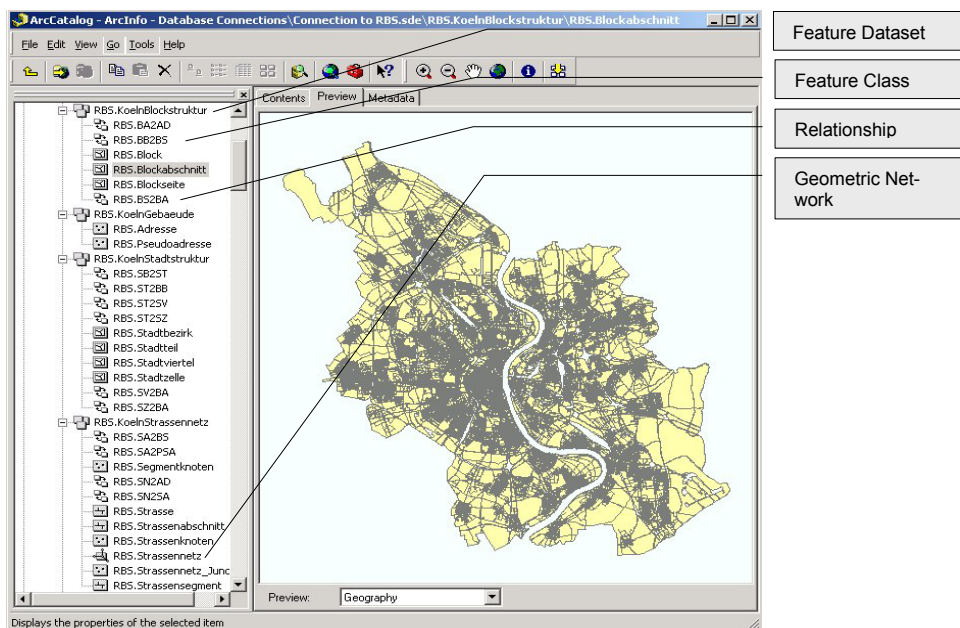 ArcCatalog - ArcInfo - Database Connections\Connection to RBS.sde\RBS.KoelnBlockstruktur\RBS.Blockabschnitt
File Edit View Go Tools Help
Contents Preview Metadata
RBS.KoelnBlockstruktur
RBS.BA2AD
RBS.BB2BS
RBS.Block
RBS.Blockabschnitt
RBS.Blockseite
RBS.BS2BA
RBS.KoelnGebaeude
RBS.Adresse
RBS.Pseudoadresse
RBS.KoelnStadtstruktur
RBS.SB2ST
RBS.ST2BB
RBS.ST2SV
RBS.ST2SZ
RBS.Stadtbezirk
RBS.Stadtteil
RBS.Stadtviertel
RBS.Stadtzelle
RBS.SV2BA
RBS.SZ2BA
RBS.KoelnStrassennetz
RBS.SA2BS
RBS.SA2PSA
RBS.Segmentknoten
RBS.SN2AD
RBS.SN2SA
RBS.Strasse
RBS.Strassenabschnitt
RBS.Strassenknoten
RBS.Strassennetz
RBS.Strassennetz_Junc
RBS.Strassensegment
Preview: Geography
Displays the properties of the selected item
Feature Dataset
Feature Class
Relationship
Geometric Net-
work